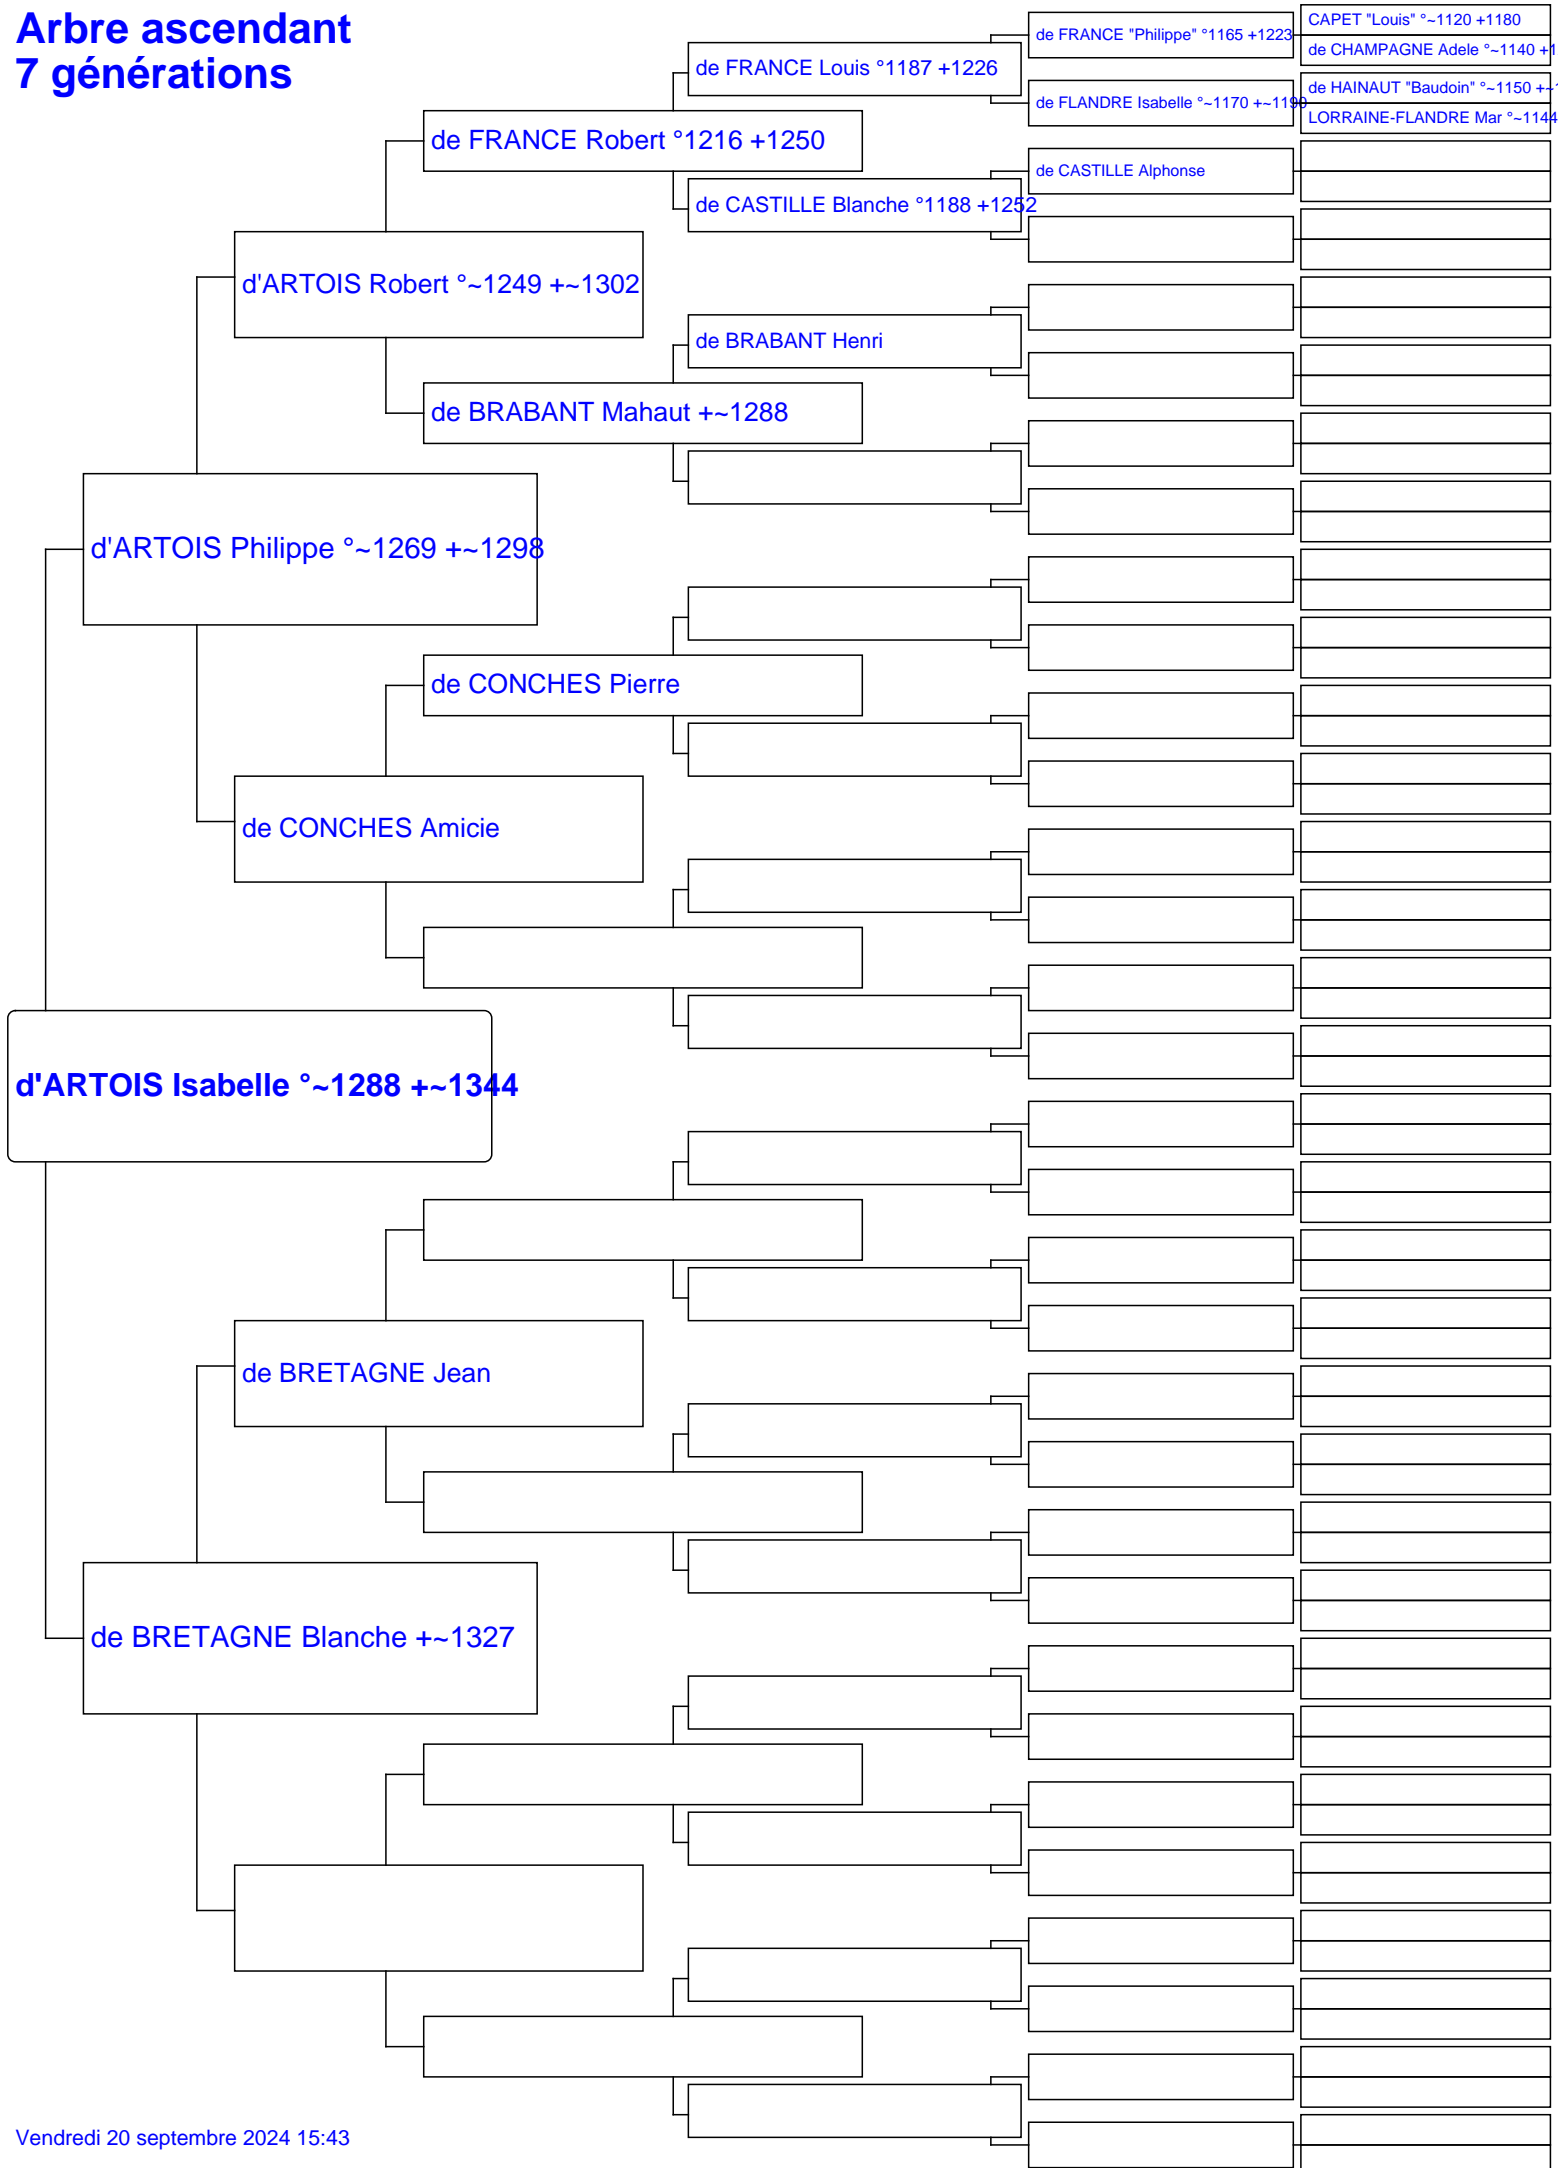 Arbre ascendant
7 générations
CAPET "Louis" °~1120 +1180
de FRANCE "Philippe" °1165 +1223
de CHAMPAGNE Adele °~1140 +1
de FRANCE Louis °1187 +1226
de HAINAUT "Baudoin" °~1150 +~
de FLANDRE Isabelle °~1170 +~1190
LORRAINE-FLANDRE Mar °~1144
de FRANCE Robert °1216 +1250
de CASTILLE Alphonse
de CASTILLE Blanche °1188 +1252
d'ARTOIS Robert °~1249 +~1302
de BRABANT Henri
de BRABANT Mahaut +~1288
d'ARTOIS Philippe °~1269 +~1298
de CONCHES Pierre
de CONCHES Amicie
d'ARTOIS Isabelle °~1288 +~1344
de BRETAGNE Jean
de BRETAGNE Blanche +~1327
Vendredi 20 septembre 2024 15:43